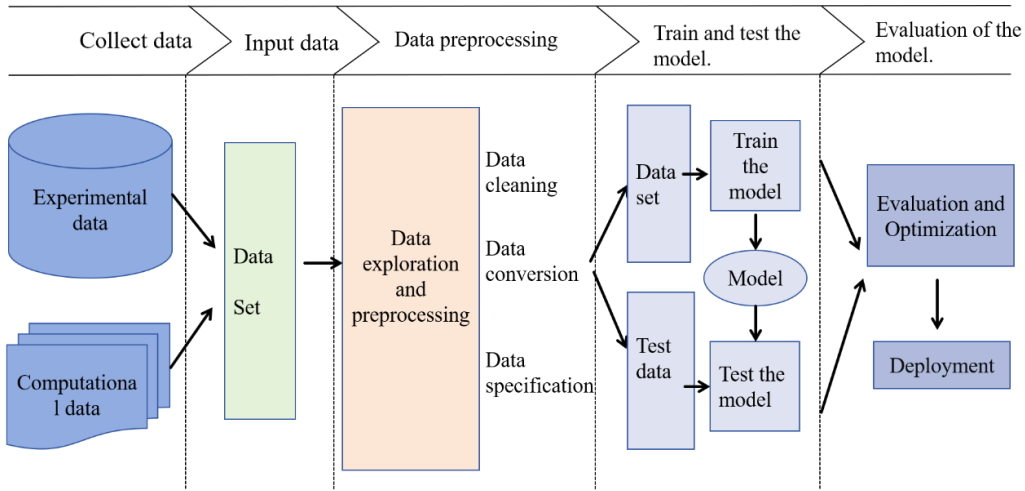 Collect data
Input data
Data preprocessing
Train and test the
model.
Evaluation of the
model.
Experimental
data
Computationa
l data
Data
Set
Data
exploration
and
preprocessing
Data
cleaning
Data
conversion
Data
specification
Data
set
Train
the
model
Model
Test
data
Test the
model
Evaluation and
Optimization
Deployment